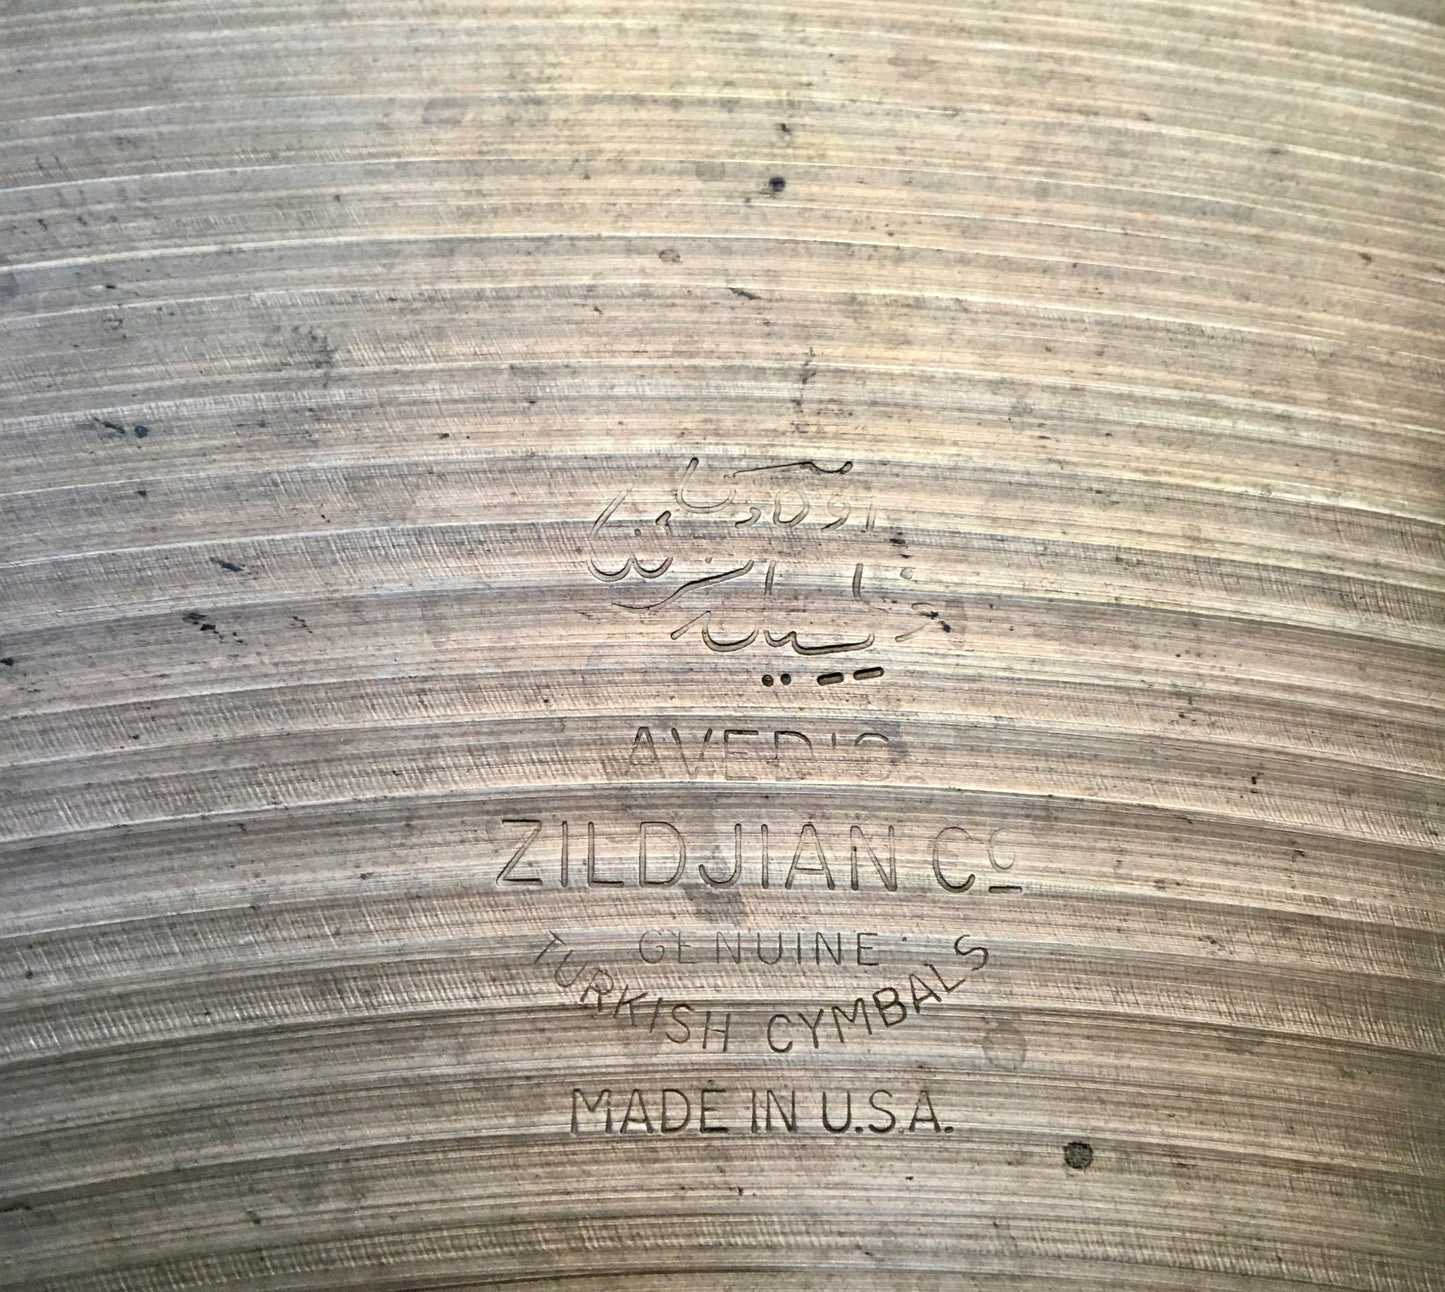 AVEDIS
ZILDJIAN Cº
GENUINE
TURKISH CYMBALS
MADE IN U.S.A.